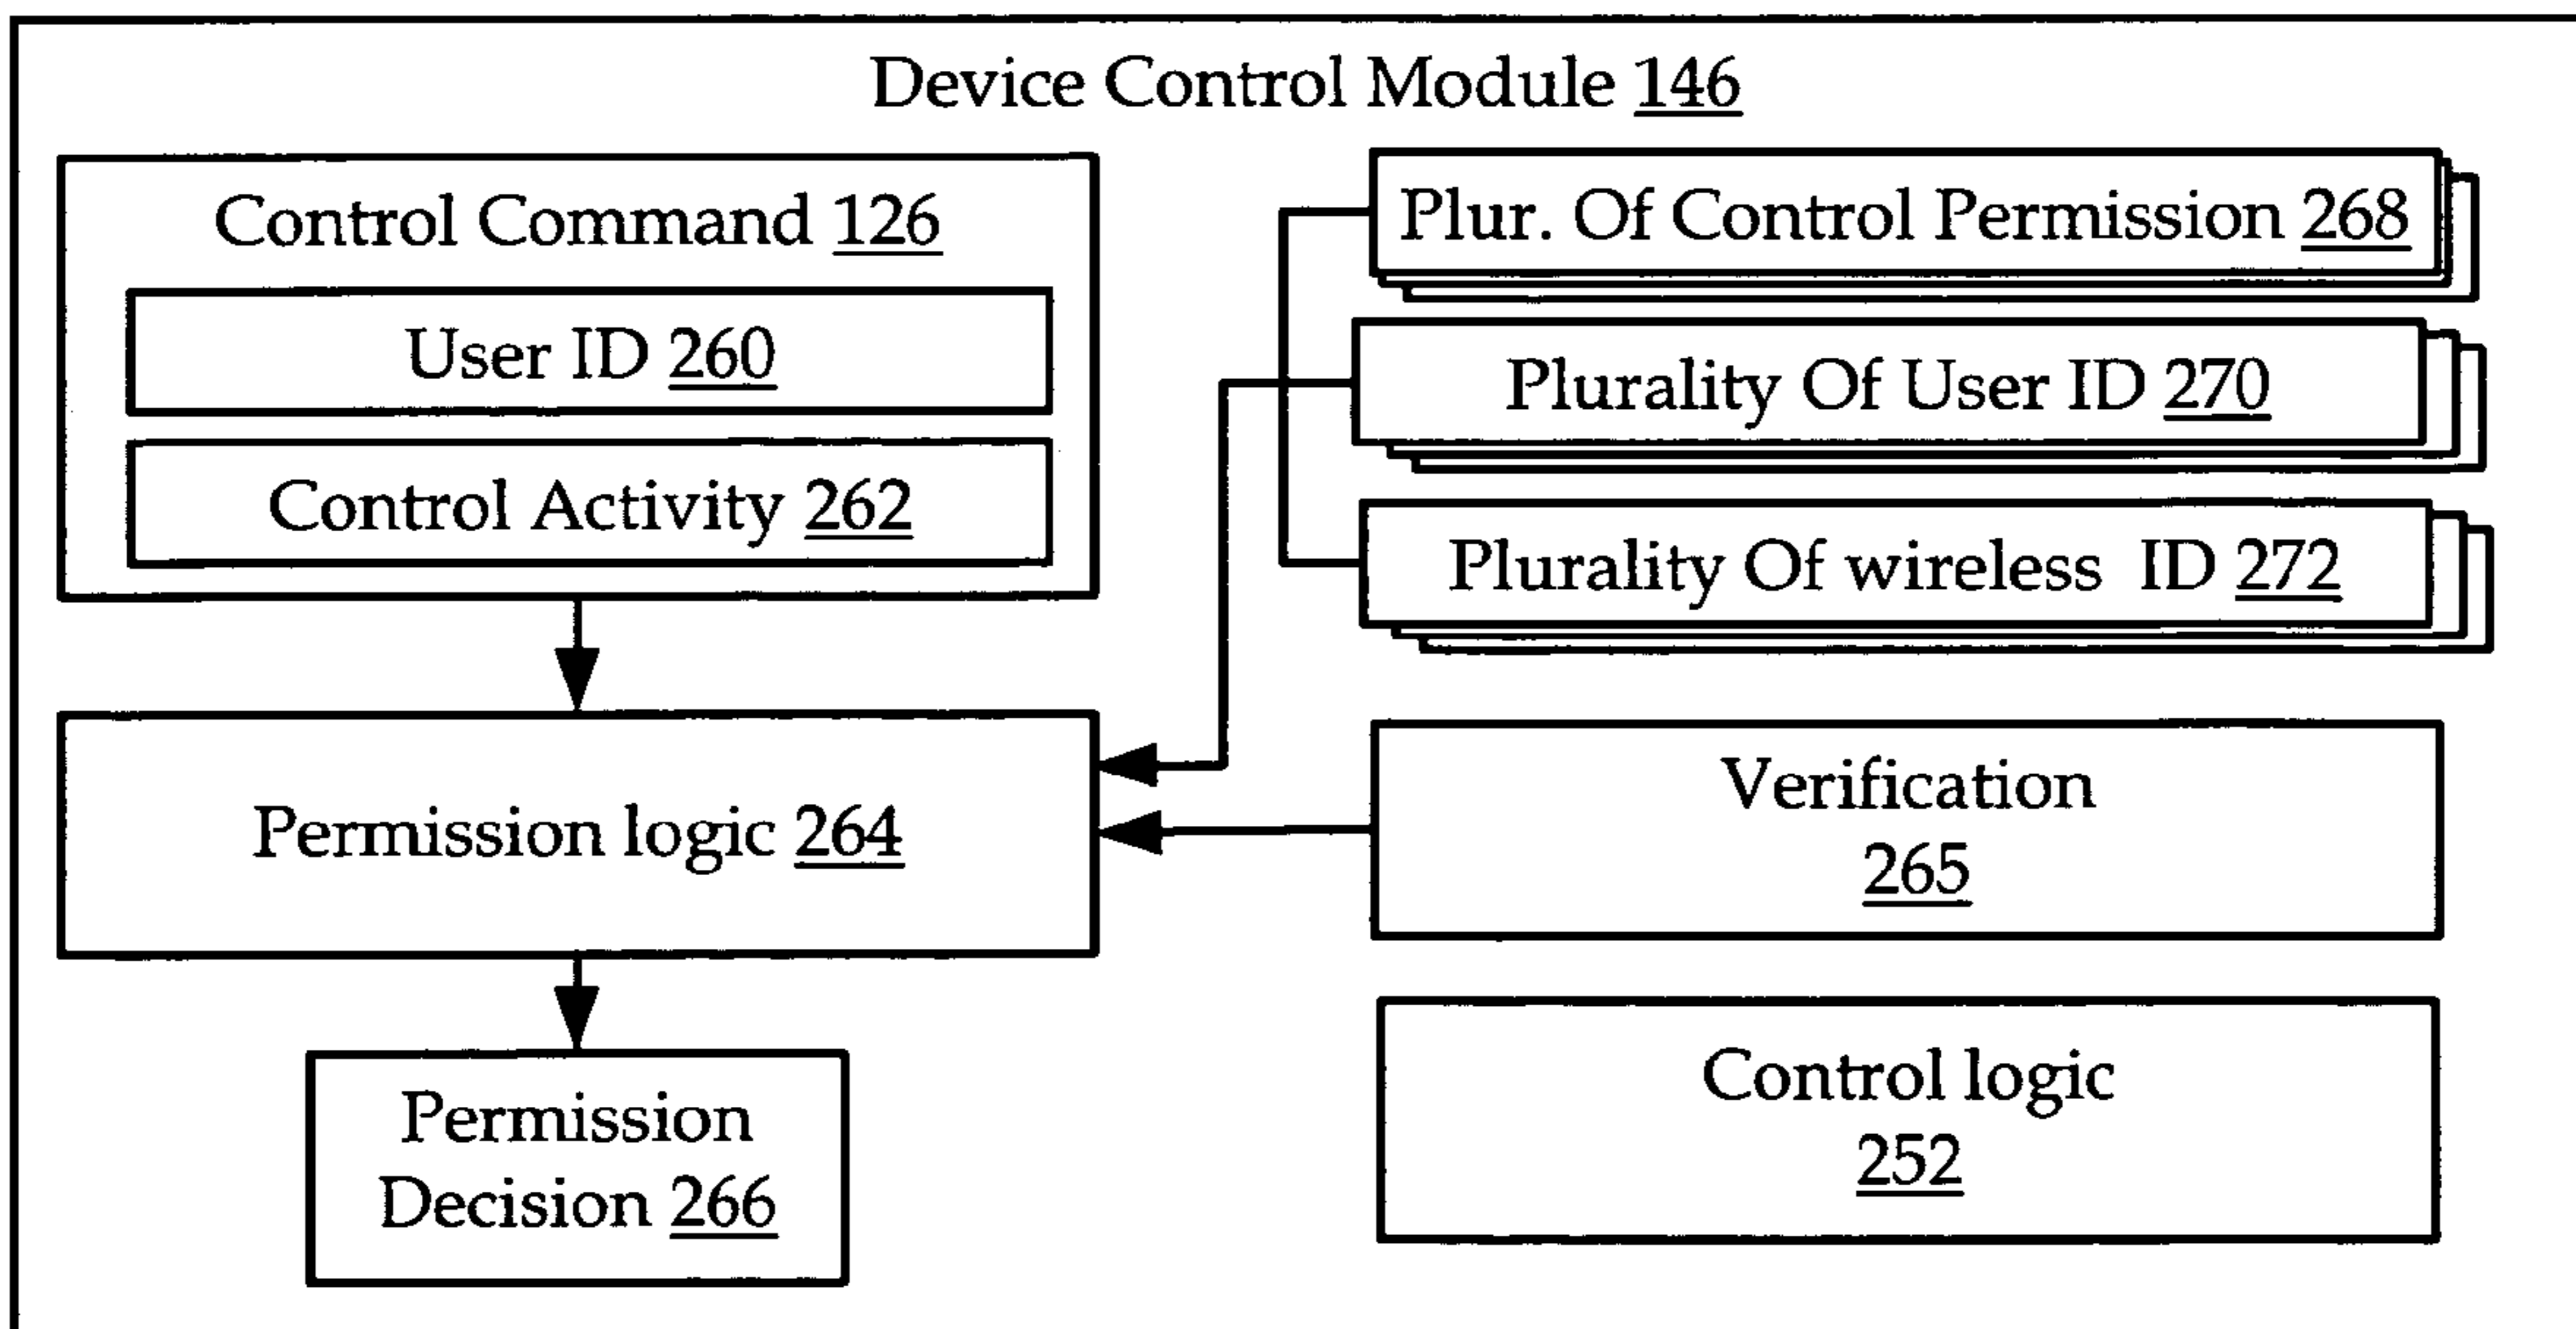 Device Control Module 146
Control Command 126
User ID 260
Control Activity 262
Plur. Of Control Permission 268
Plurality Of User ID 270
Plurality Of wireless ID 272
Permission logic 264
Verification
265
Permission
Decision 266
Control logic
252